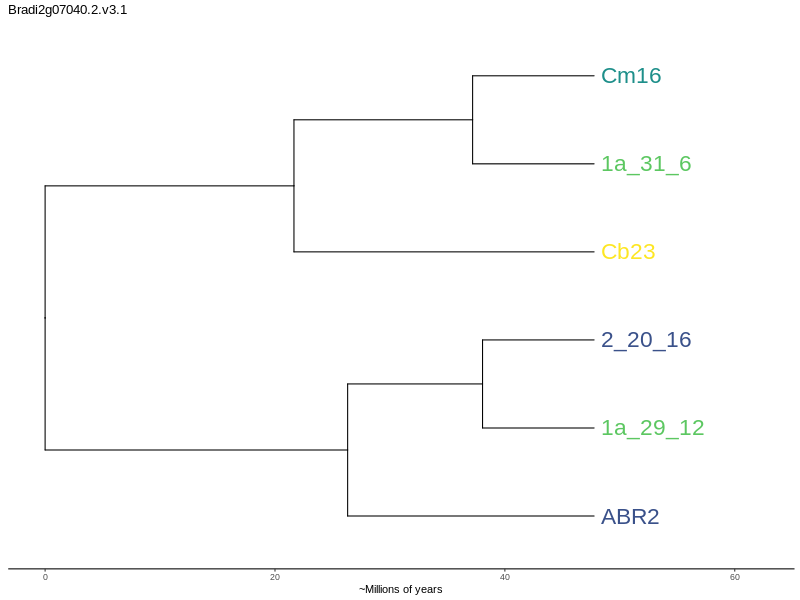 Bradi2g07040.2.v3.1
Cm16
1a_31_6
Cb23
2_20_16
1a_29_12
ABR2
0 20 40 60
~Millions of years